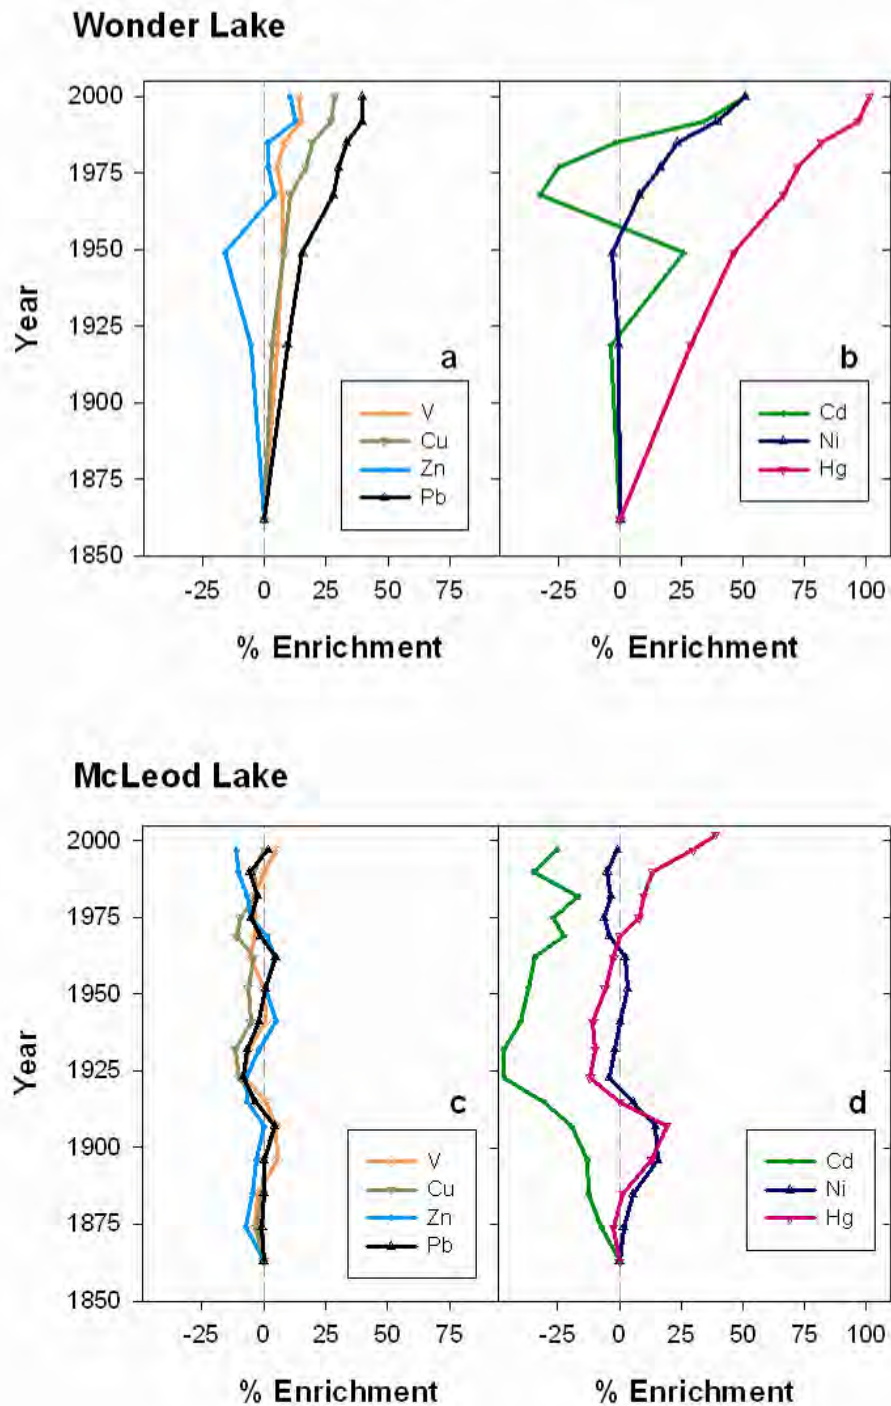 Wonder Lake
2000
1975
1950
1925
1900
1875
1850
Year
a
V
Cu
Zn
Pb
b
Cd
Ni
Hg
-25 0 25 50 75 -25 0 25 50 75 100
% Enrichment % Enrichment
McLeod Lake
2000
1975
1950
1925
1900
1875
1850
Year
c
V
Cu
Zn
Pb
d
Cd
Ni
Hg
-25 0 25 50 75 -25 0 25 50 75 100
% Enrichment % Enrichment